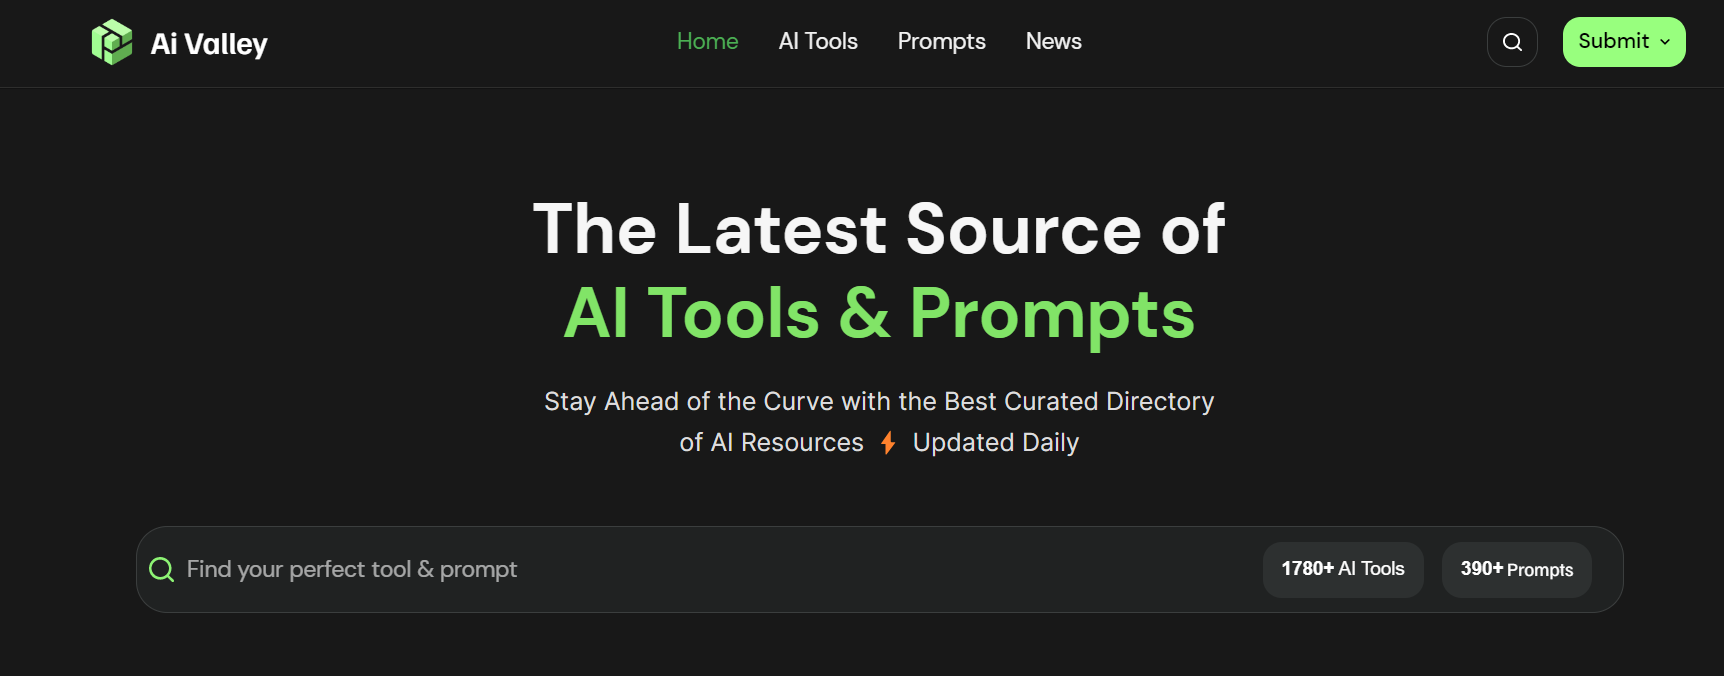 Ai Valley
Home AI Tools Prompts News
Submit
The Latest Source of
AI Tools & Prompts
Stay Ahead of the Curve with the Best Curated Directory
of AI Resources ⚡ Updated Daily
Find your perfect tool & prompt
1780+ AI Tools
390+ Prompts